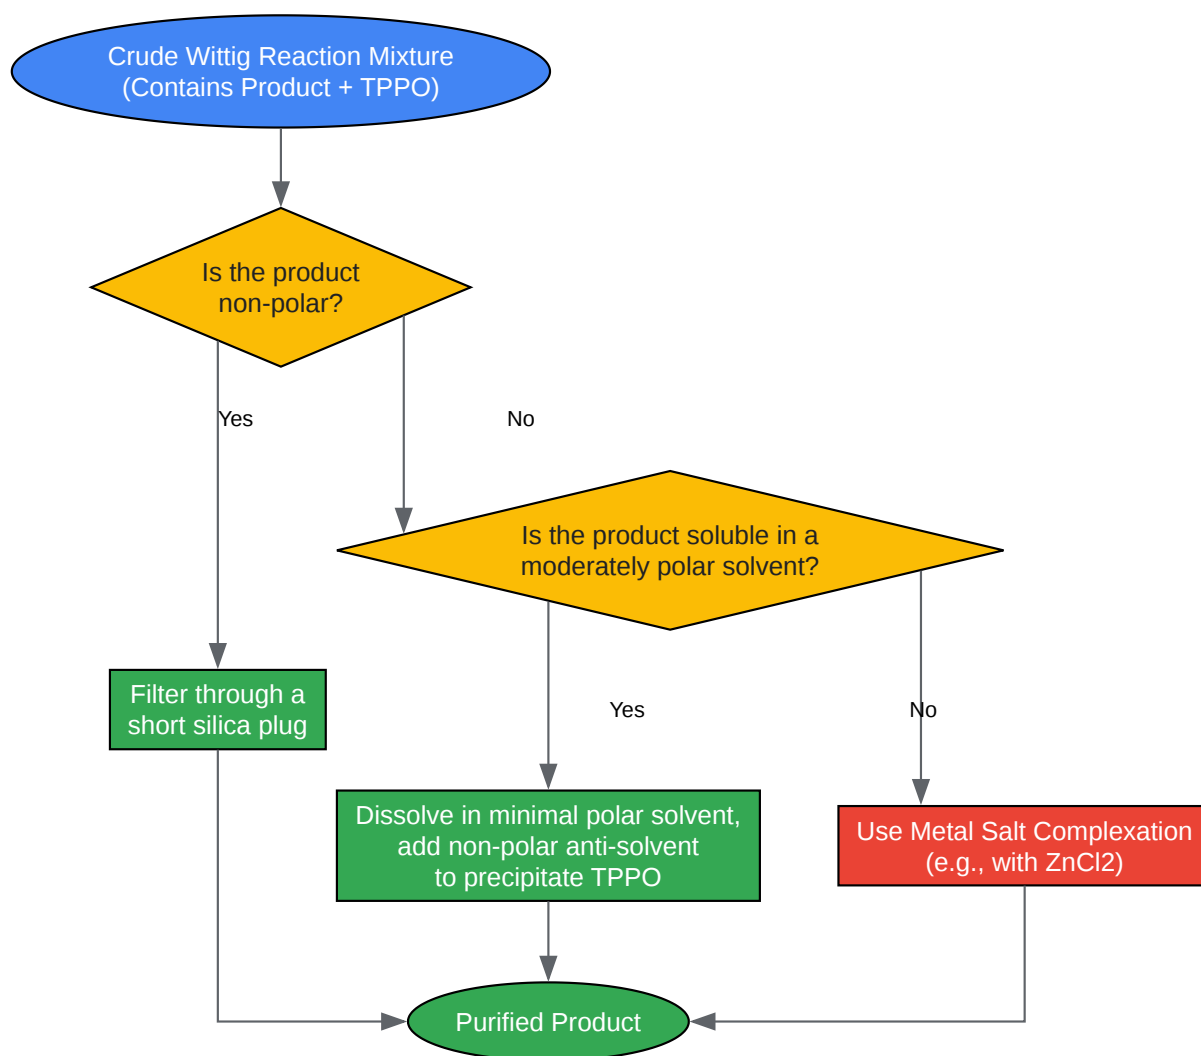 Crude Wittig Reaction Mixture
(Contains Product + TPPO)
Is the product
non-polar?
Yes
No
Is the product soluble in a
moderately polar solvent?
Filter through a
short silica plug
Yes
No
Dissolve in minimal polar solvent,
add non-polar anti-solvent
to precipitate TPPO
Use Metal Salt Complexation
(e.g., with ZnCl2)
Purified Product